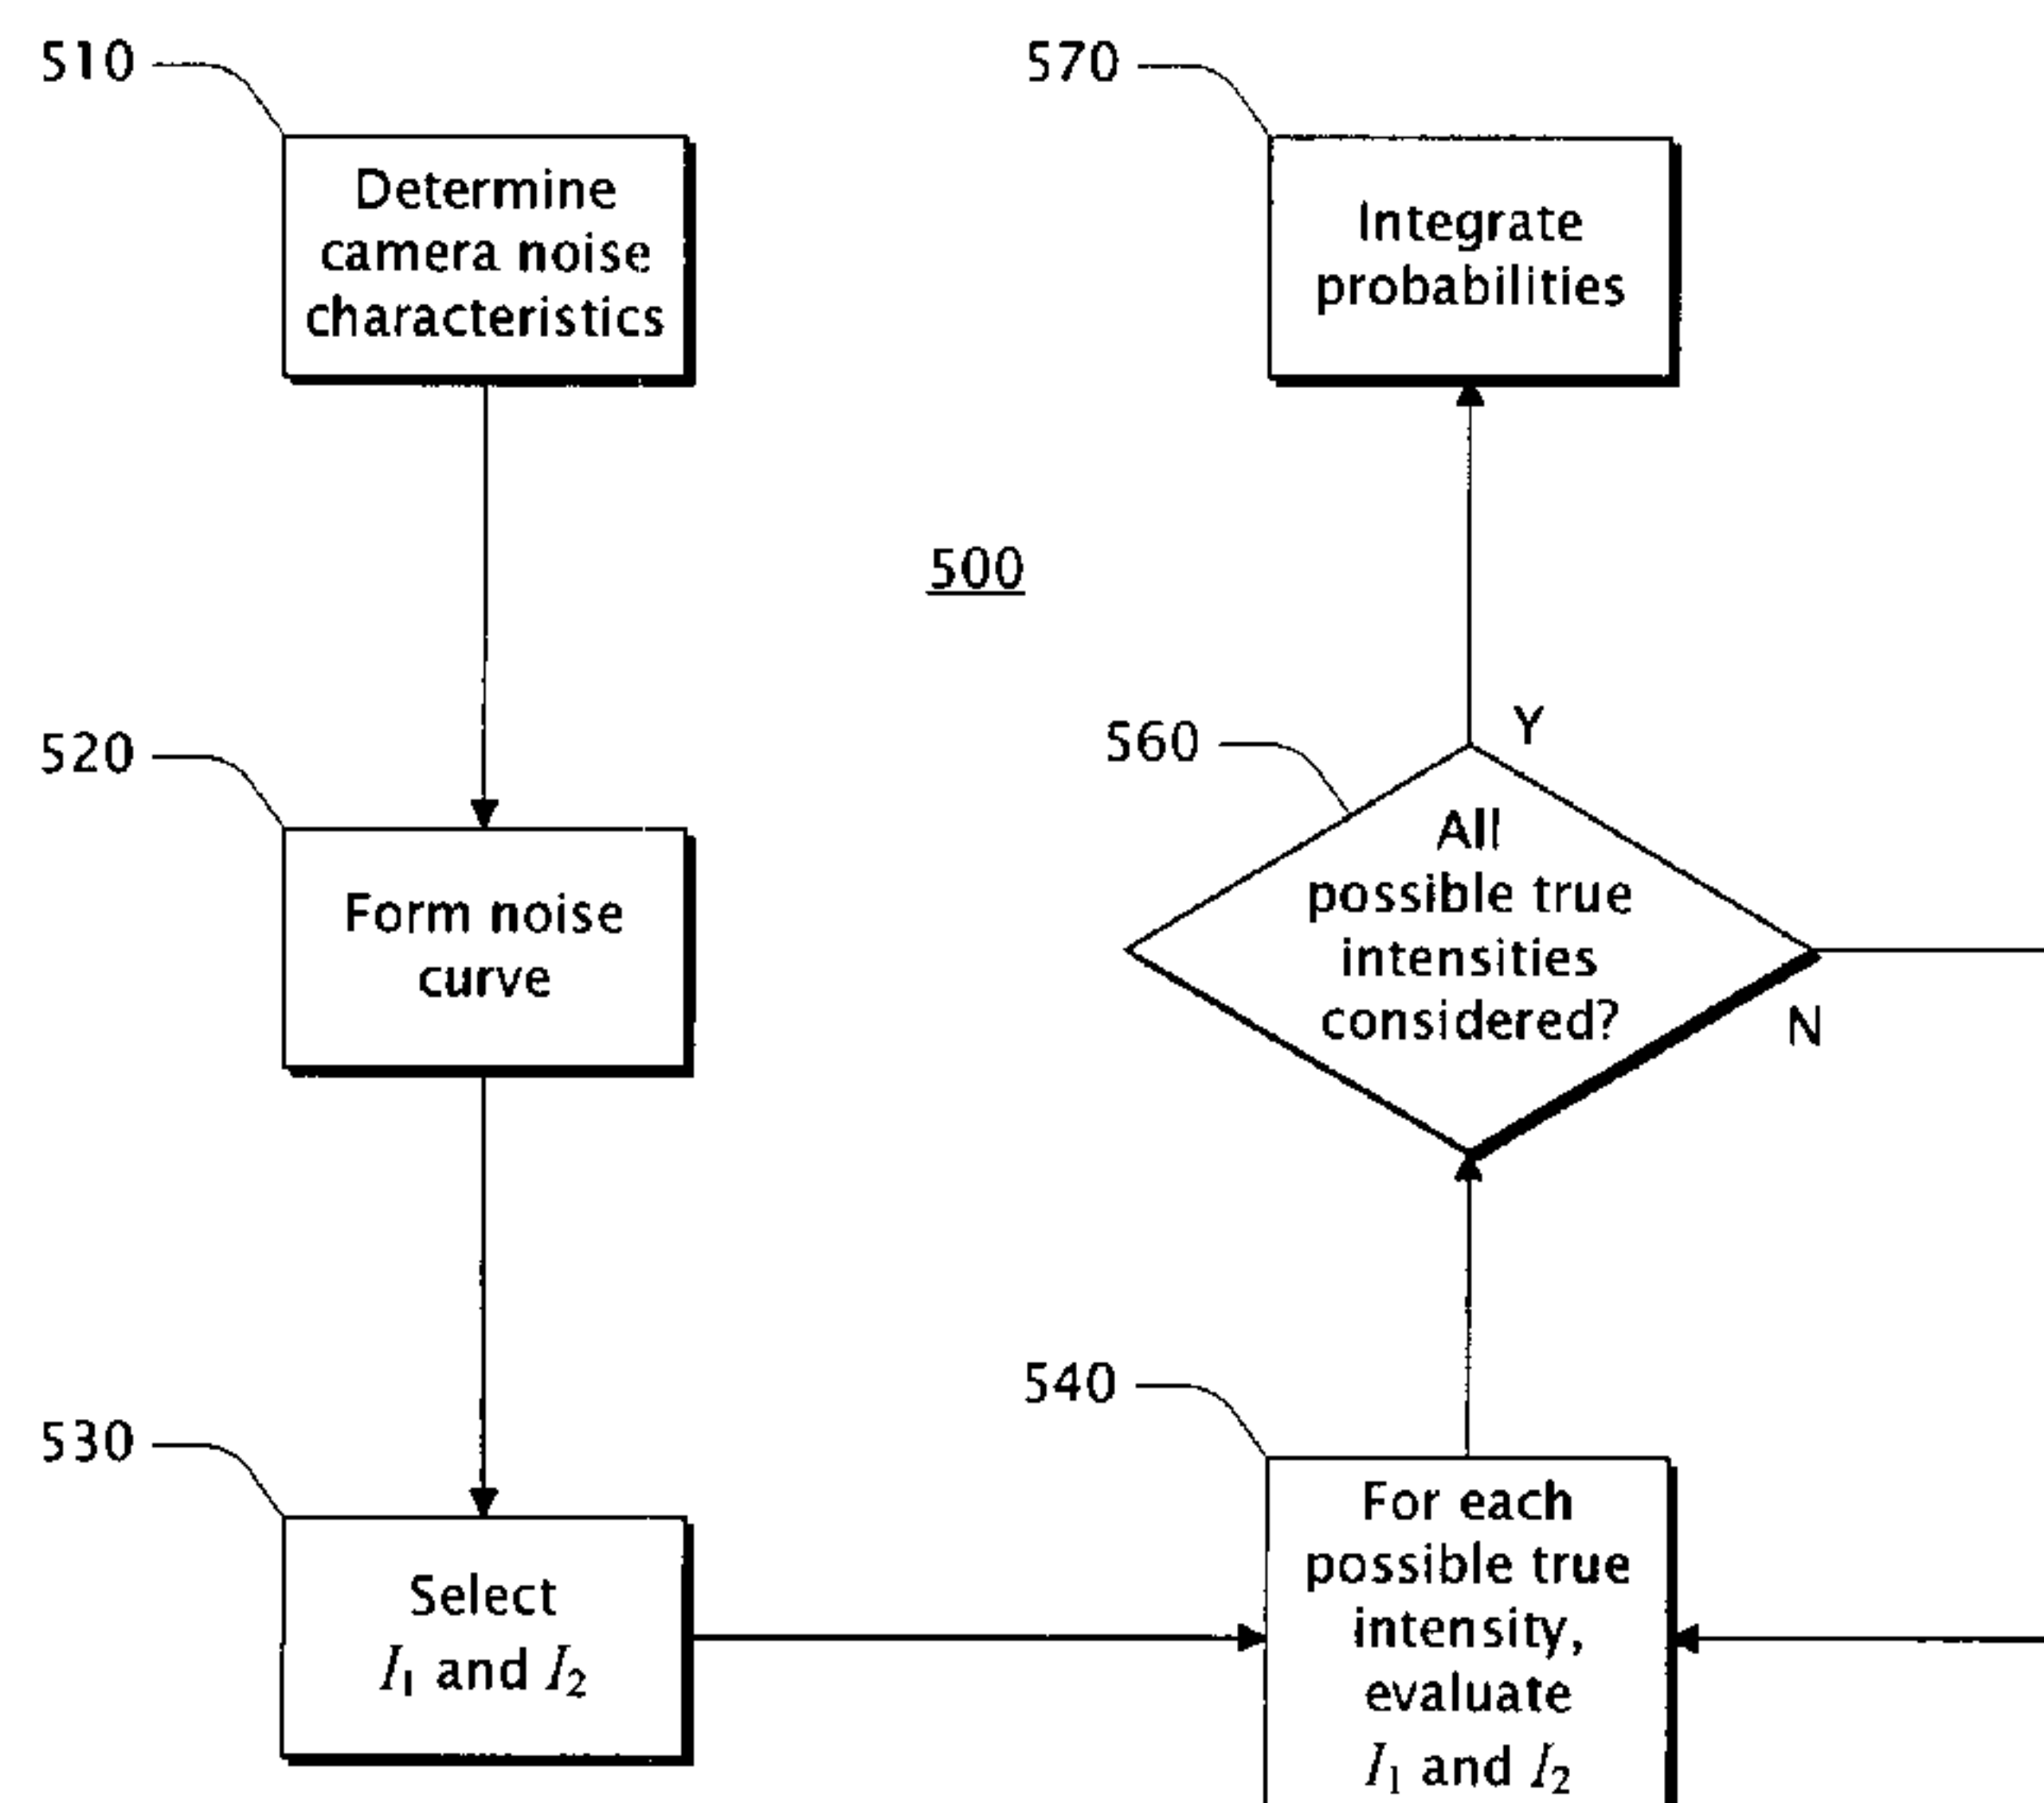 510
Determine
camera noise
characteristics
520
Form noise
curve
530
Select
I₁ and I₂
500
570
Integrate
probabilities
560
Y
All
possible true
intensities
considered?
N
540
For each
possible true
intensity,
evaluate
I₁ and I₂